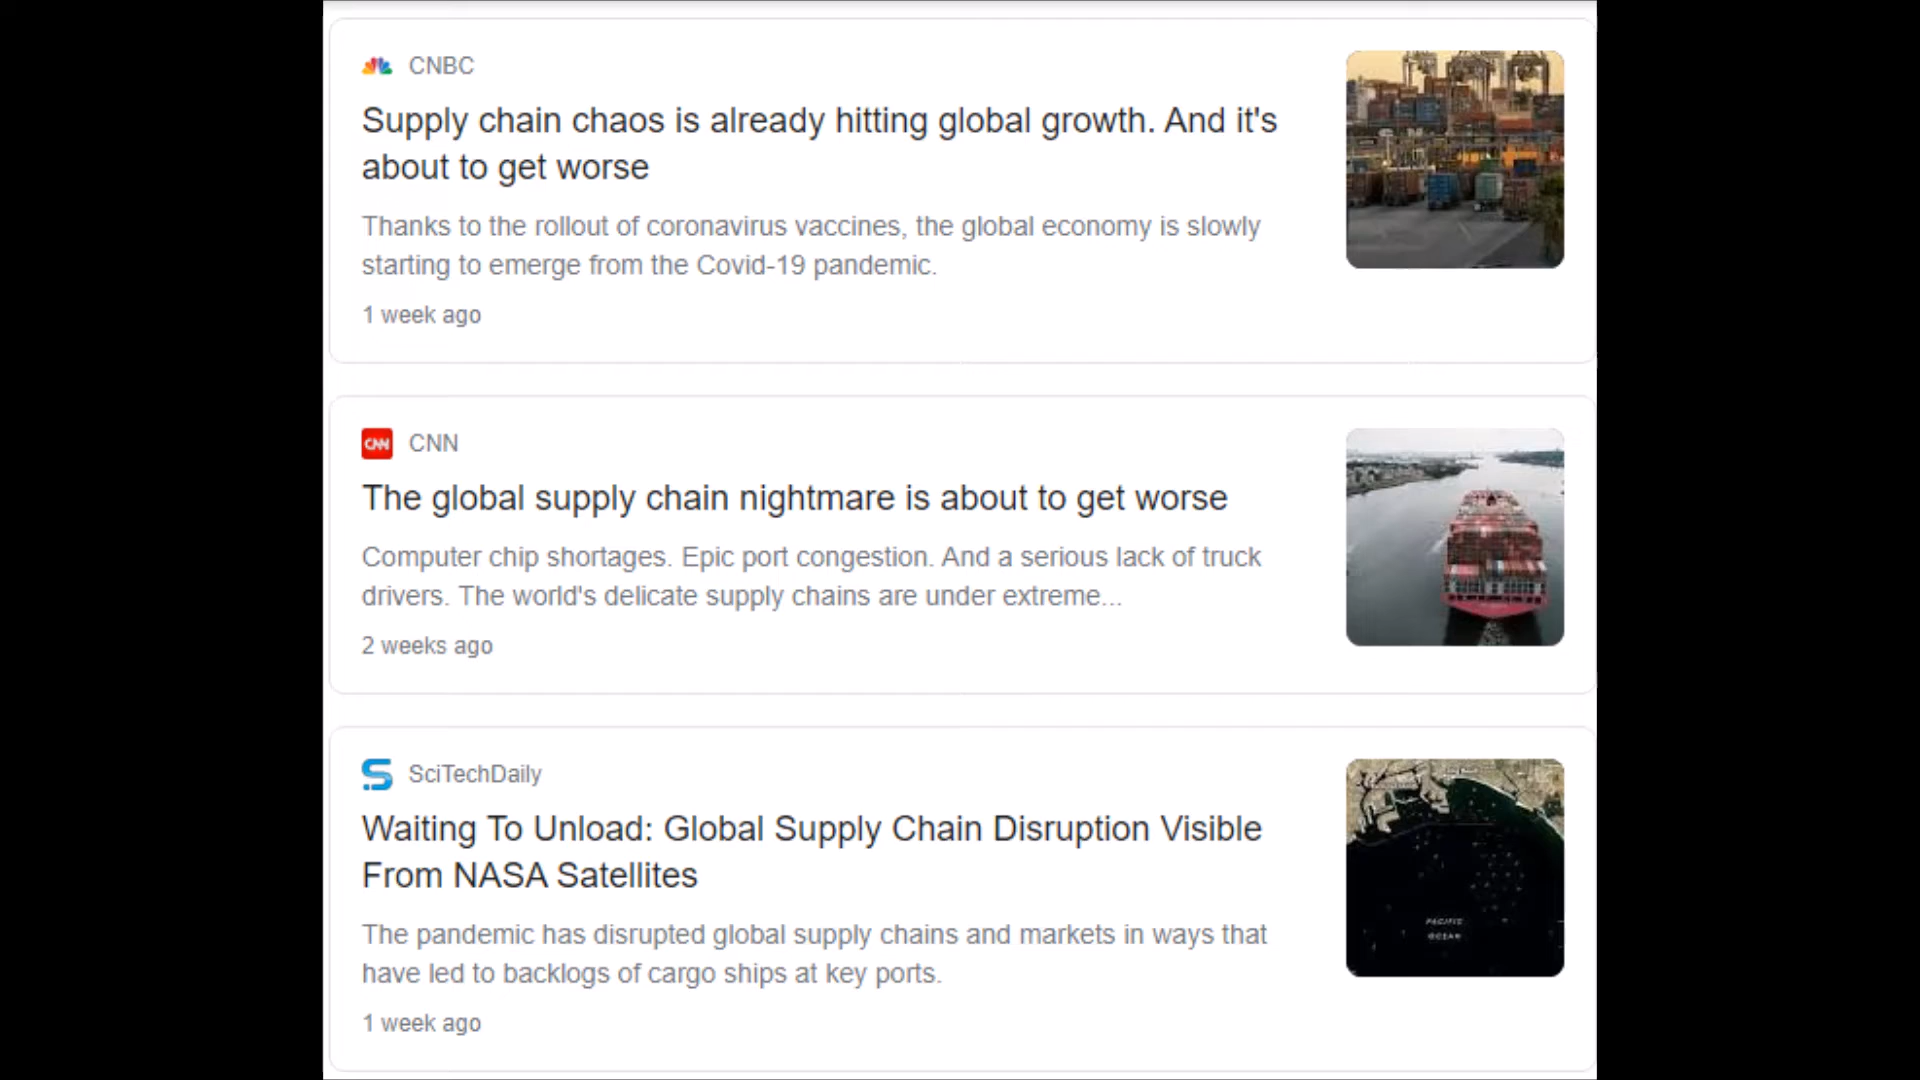 CNBC
Supply chain chaos is already hitting global growth. And it's
about to get worse
Thanks to the rollout of coronavirus vaccines, the global economy is slowly
starting to emerge from the Covid-19 pandemic.
1 week ago
CNN CNN
The global supply chain nightmare is about to get worse
Computer chip shortages. Epic port congestion. And a serious lack of truck
drivers. The world's delicate supply chains are under extreme...
2 weeks ago
SciTechDaily
Waiting To Unload: Global Supply Chain Disruption Visible
From NASA Satellites
The pandemic has disrupted global supply chains and markets in ways that
have led to backlogs of cargo ships at key ports.
1 week ago
PACIFIC
OCEAN